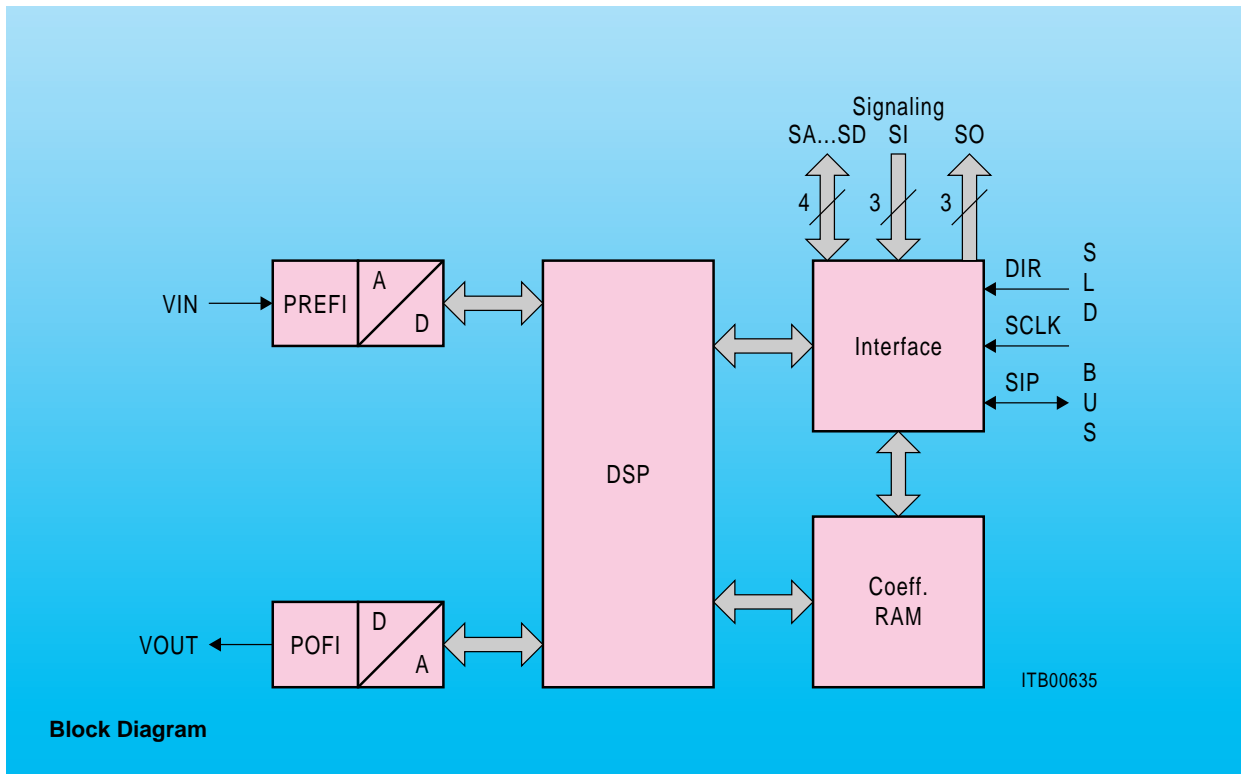 Signaling
SA...SD SI SO
4 3 3
DIR
SCLK
SIP
S
L
D
B
U
S
VIN
PREFI
A
D
DSP
Interface
Coeff.
RAM
VOUT
POFI
D
A
ITB00635
Block Diagram